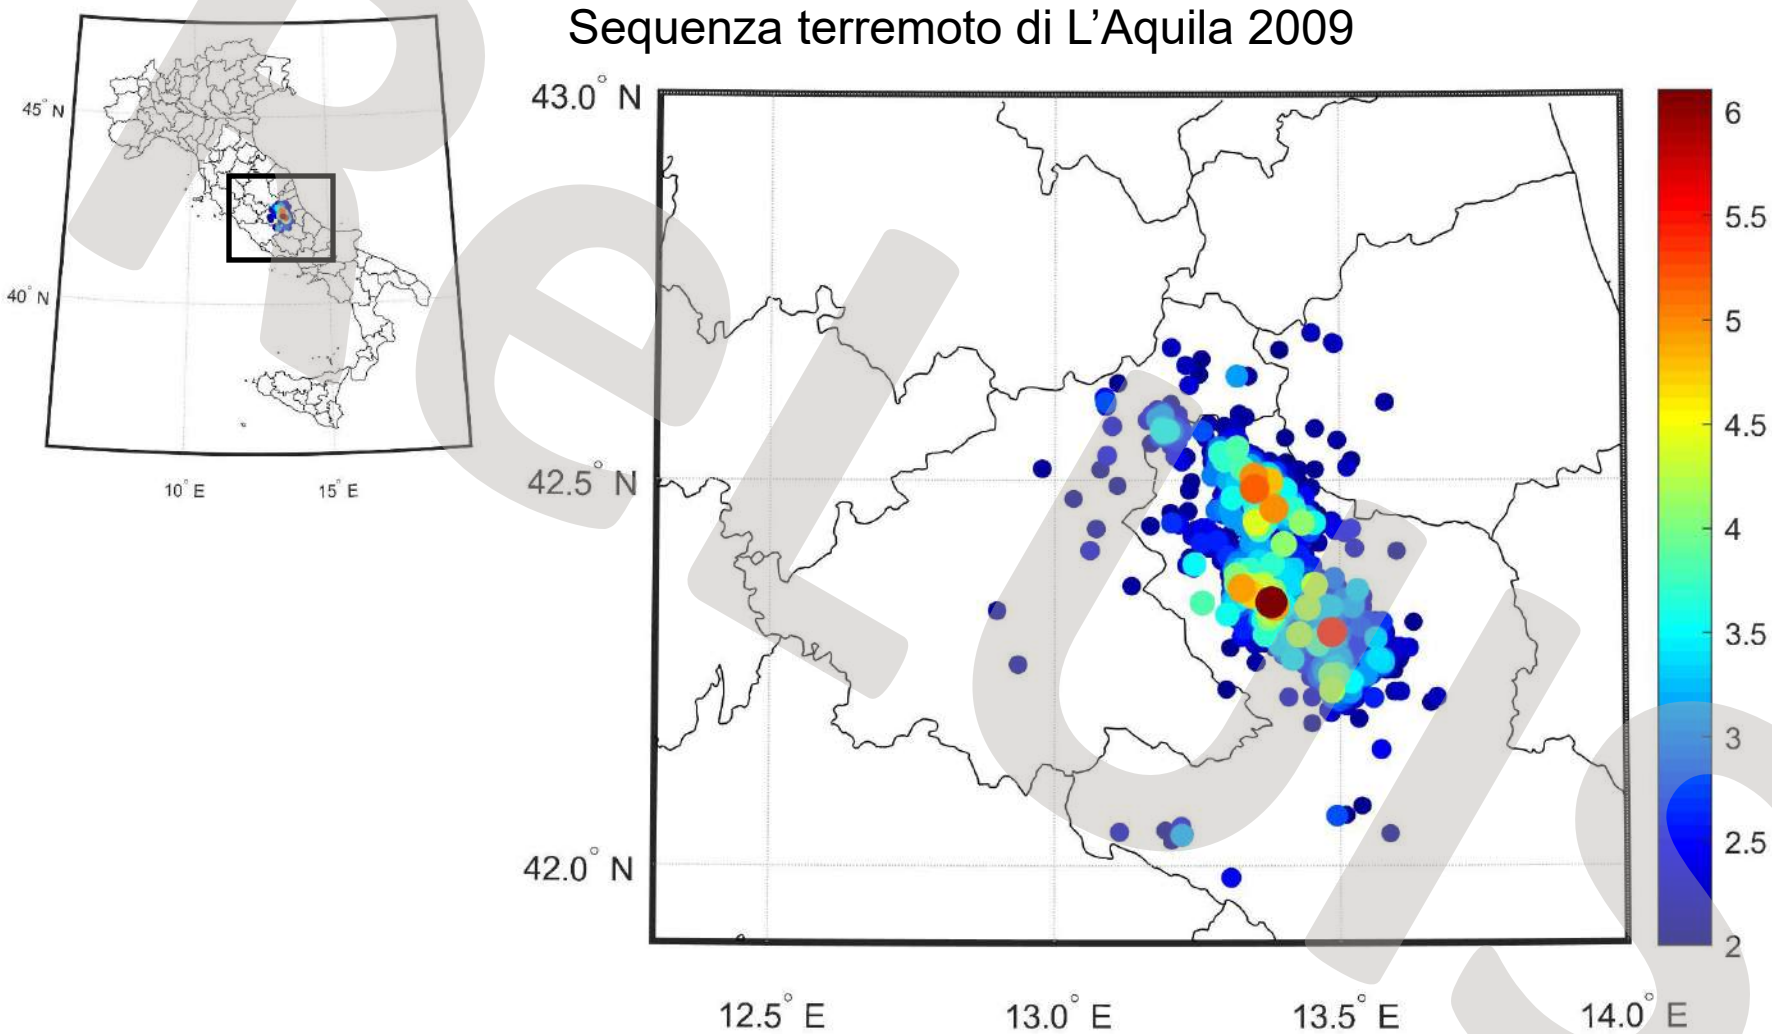 Sequenza terremoto di L'Aquila 2009
45° N
40° N
10° E
15° E
43.0° N
42.5° N
42.0° N
12.5° E
13.0° E
13.5° E
14.0° E
6
5.5
5
4.5
4
3.5
3
2.5
2
ReLUIS